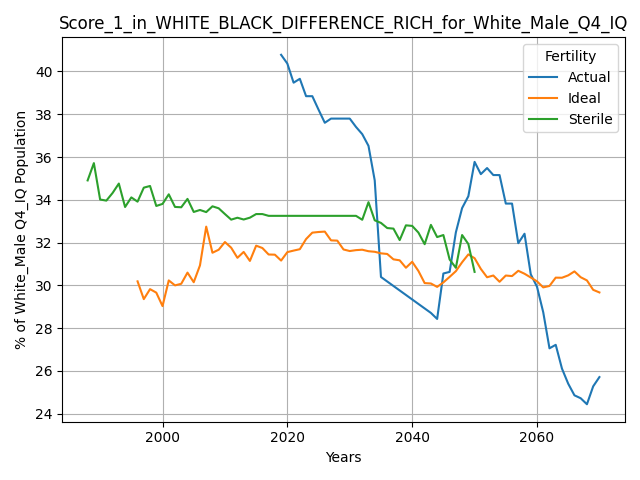 Score_1_in_WHITE_BLACK_DIFFERENCE_RICH_for_White_Male_Q4_IQ
Fertility
Actual
Ideal
Sterile
% of White_Male Q4_IQ Population
40
38
36
34
32
30
28
26
24
2000
2020
2040
2060
Years